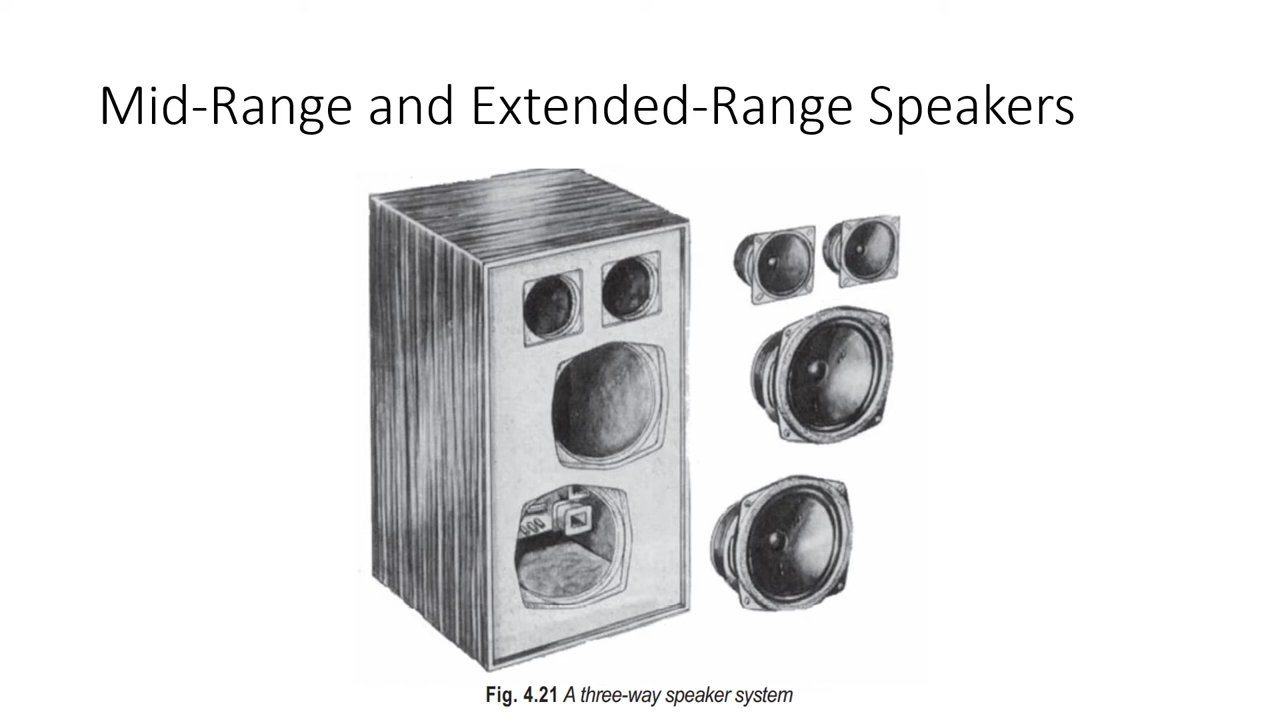 Mid-Range and Extended-Range Speakers
Fig. 4.21 A three-way speaker system